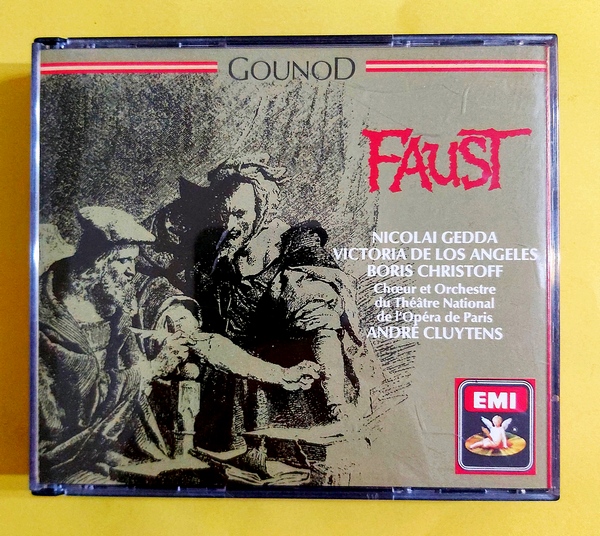 GOUNOD
FAUST
NICOLAI GEDDA
VICTORIA DE LOS ANGELES
BORIS CHRISTOFF
Chœur et Orchestre
du Théâtre National
de l'Opéra de Paris
ANDRÉ CLUYTENS
EMI